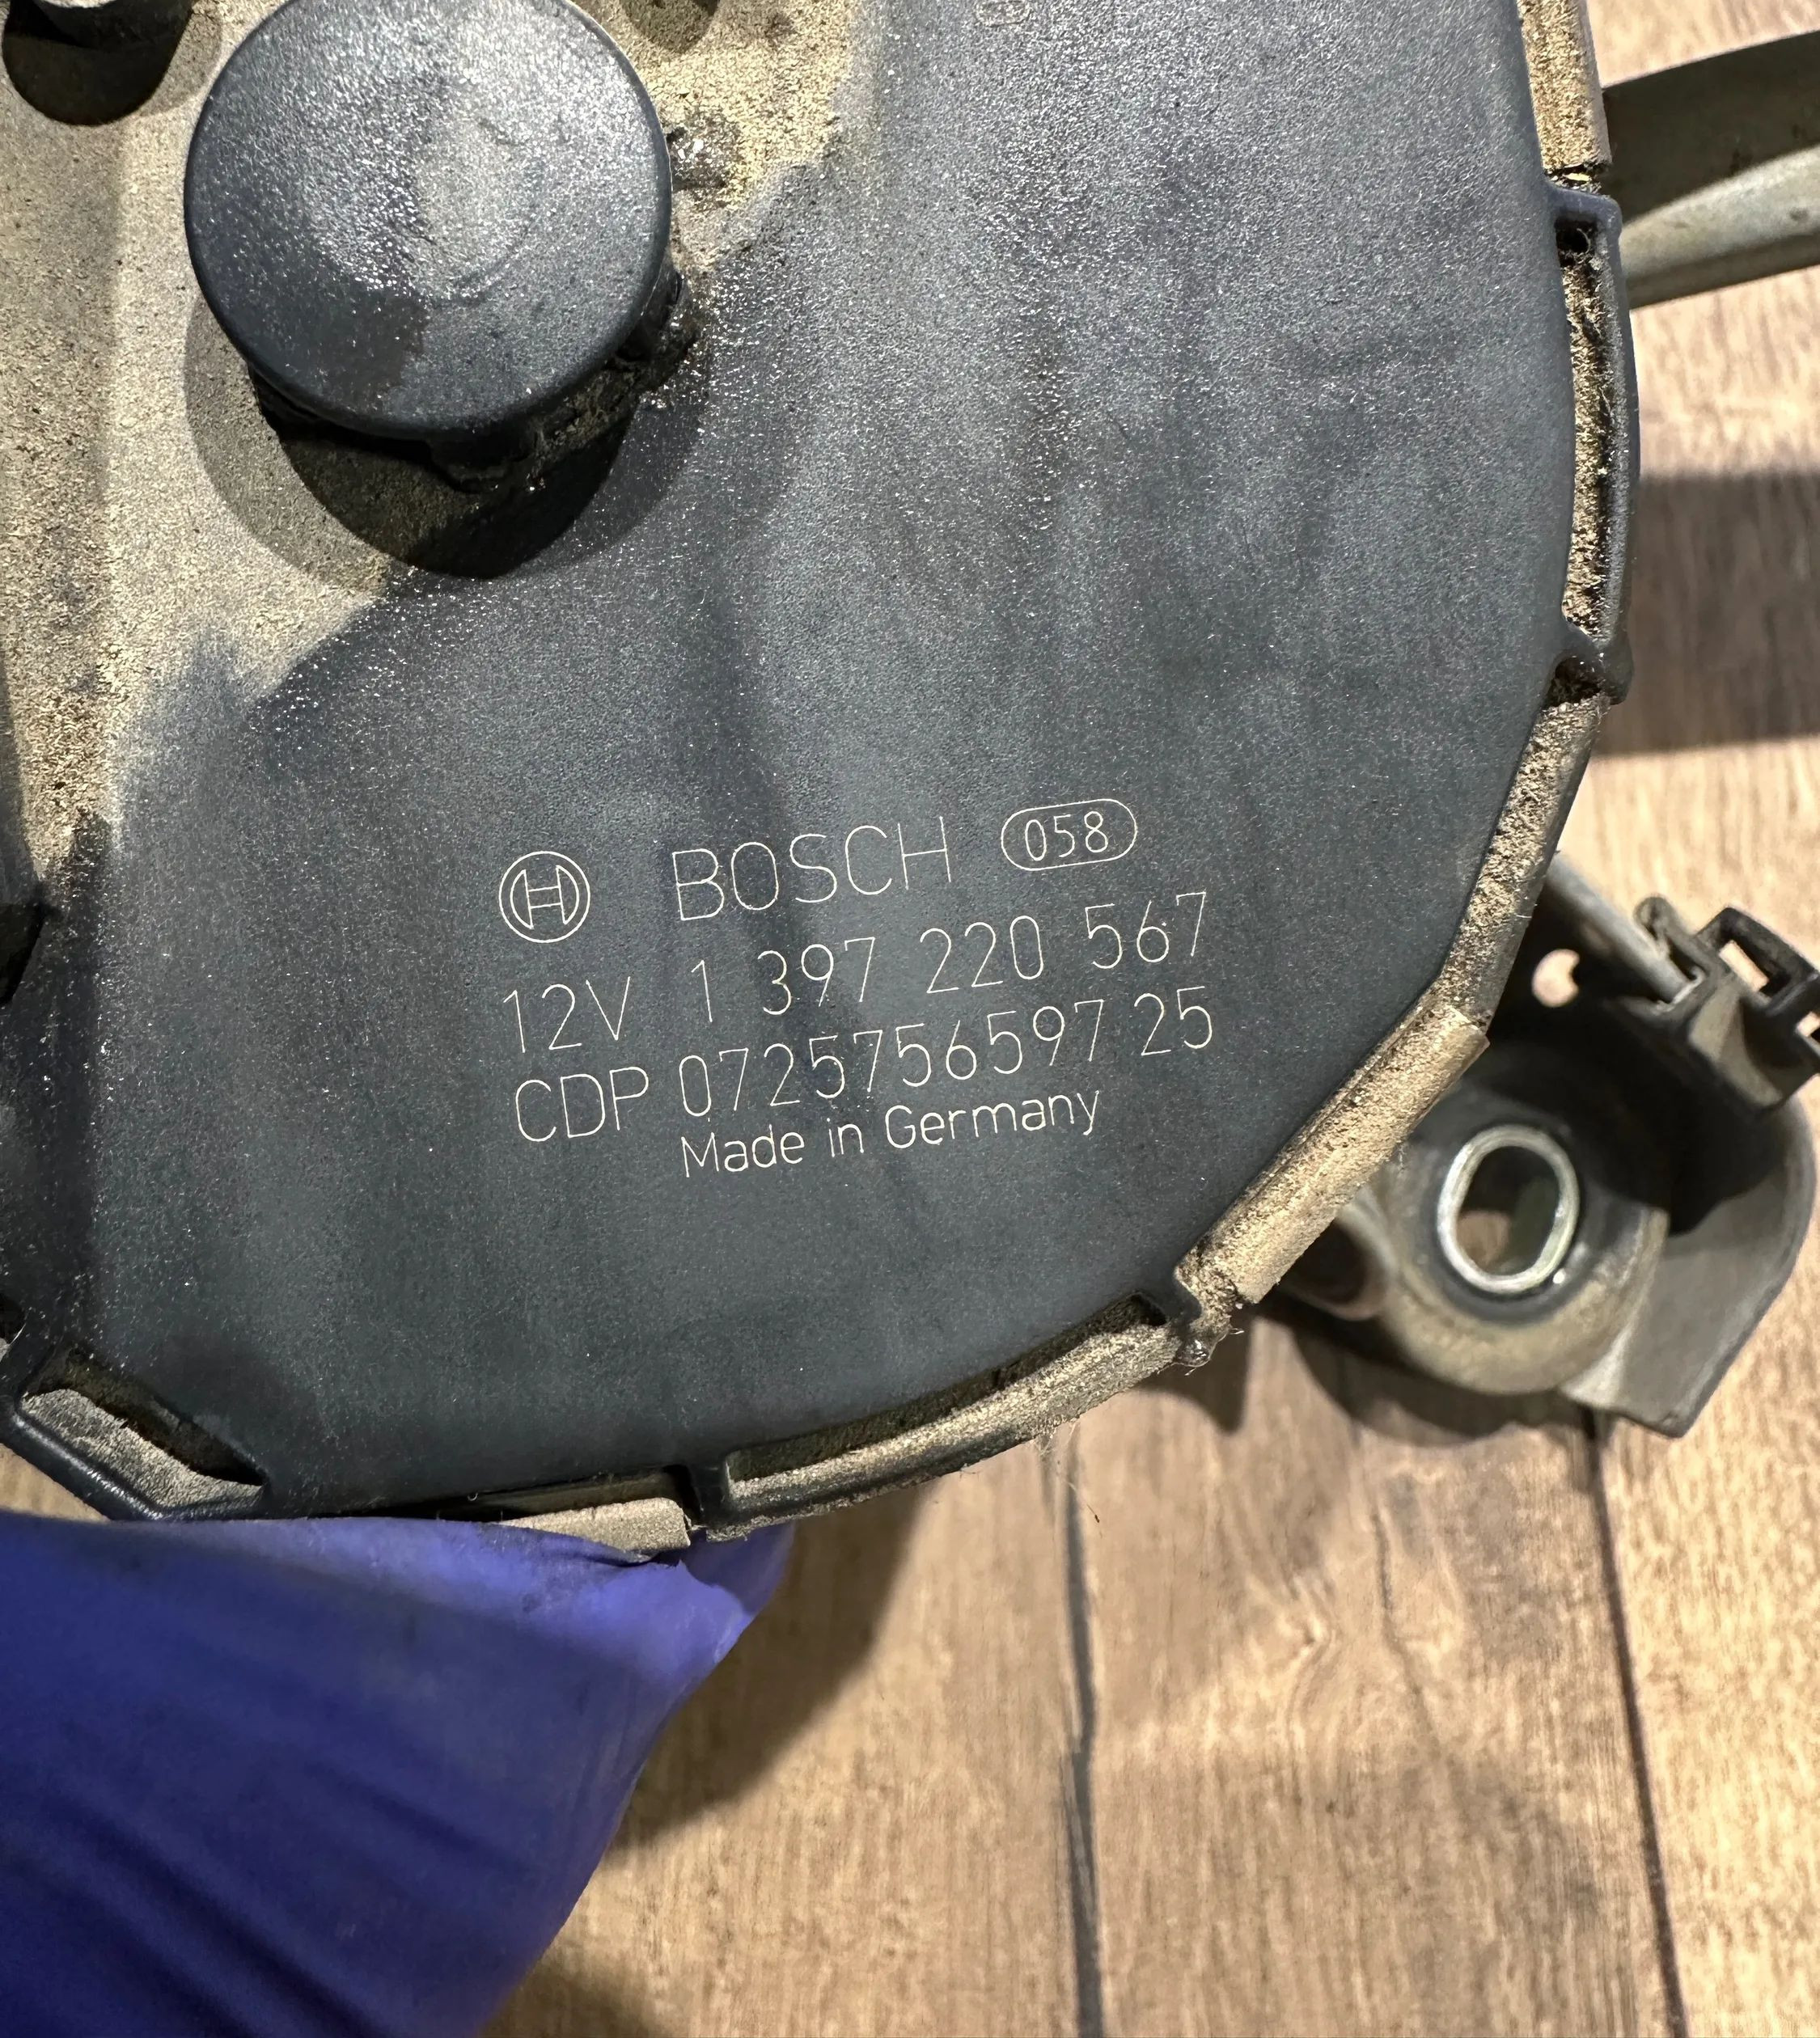 BOSCH 058
12V 1 397 220 567
CDP 0725756597 25
Made in Germany